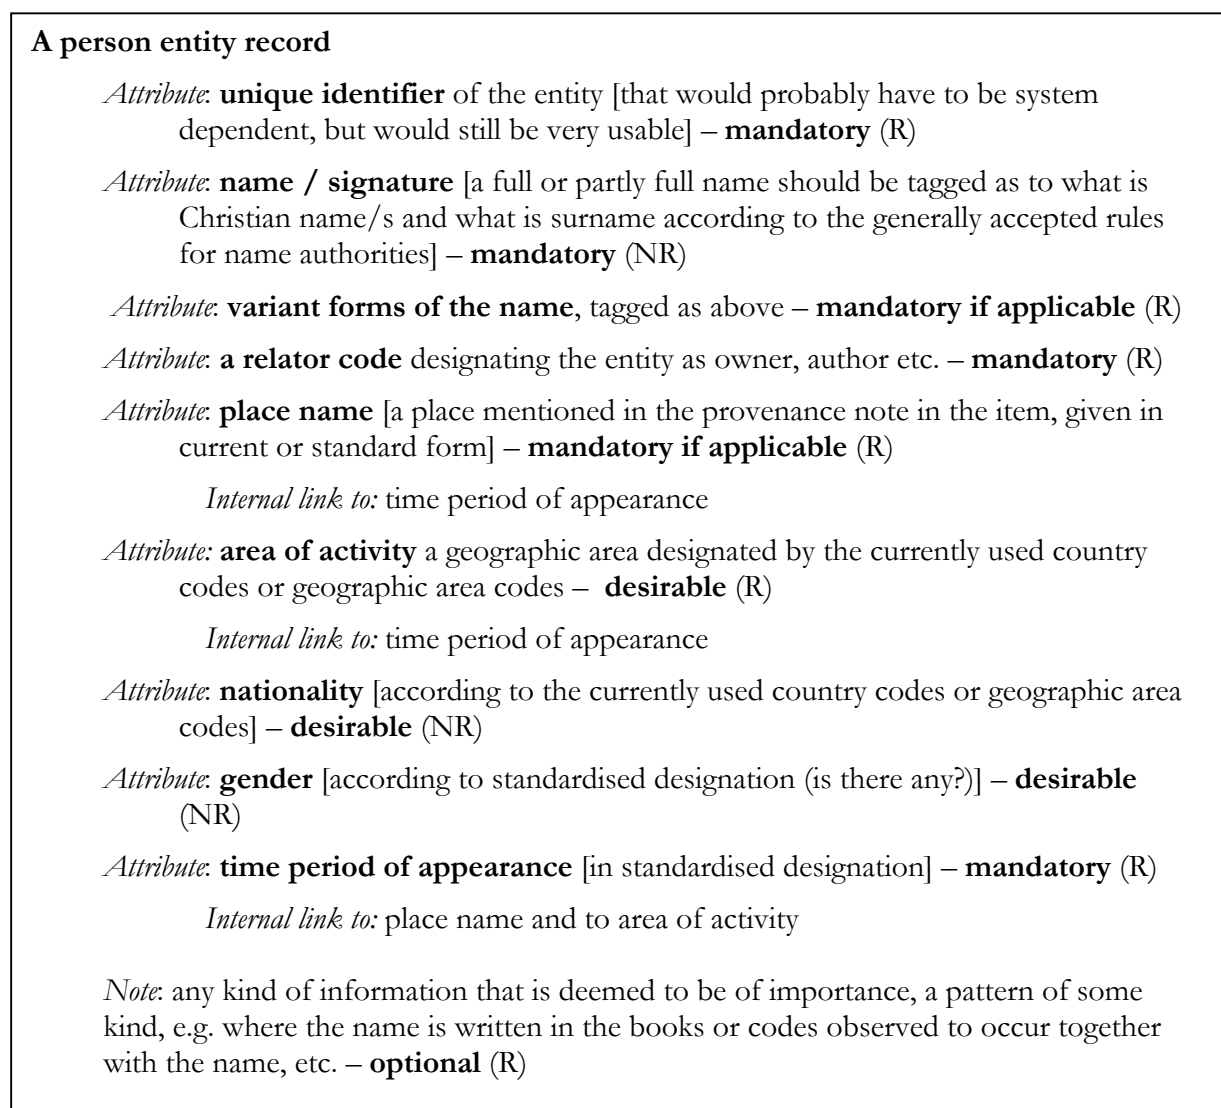 A person entity record
Attribute: unique identifier of the entity [that would probably have to be system
dependent, but would still be very usable] – mandatory (R)
Attribute: name / signature [a full or partly full name should be tagged as to what is
Christian name/s and what is surname according to the generally accepted rules
for name authorities] – mandatory (NR)
Attribute: variant forms of the name, tagged as above – mandatory if applicable (R)
Attribute: a relator code designating the entity as owner, author etc. – mandatory (R)
Attribute: place name [a place mentioned in the provenance note in the item, given in
current or standard form] – mandatory if applicable (R)
Internal link to: time period of appearance
Attribute: area of activity a geographic area designated by the currently used country
codes or geographic area codes – desirable (R)
Internal link to: time period of appearance
Attribute: nationality [according to the currently used country codes or geographic area
codes] – desirable (NR)
Attribute: gender [according to standardised designation (is there any?)] – desirable
(NR)
Attribute: time period of appearance [in standardised designation] – mandatory (R)
Internal link to: place name and to area of activity
Note: any kind of information that is deemed to be of importance, a pattern of some
kind, e.g. where the name is written in the books or codes observed to occur together
with the name, etc. – optional (R)